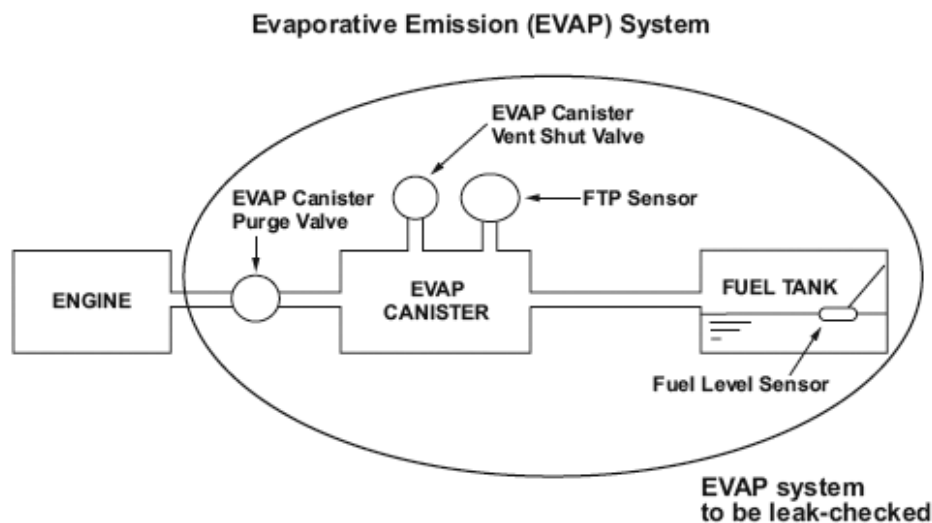 Evaporative Emission (EVAP) System
EVAP Canister
Vent Shut Valve
EVAP Canister
Purge Valve
FTP Sensor
ENGINE
EVAP
CANISTER
FUEL TANK
Fuel Level Sensor
EVAP system
to be leak-checked